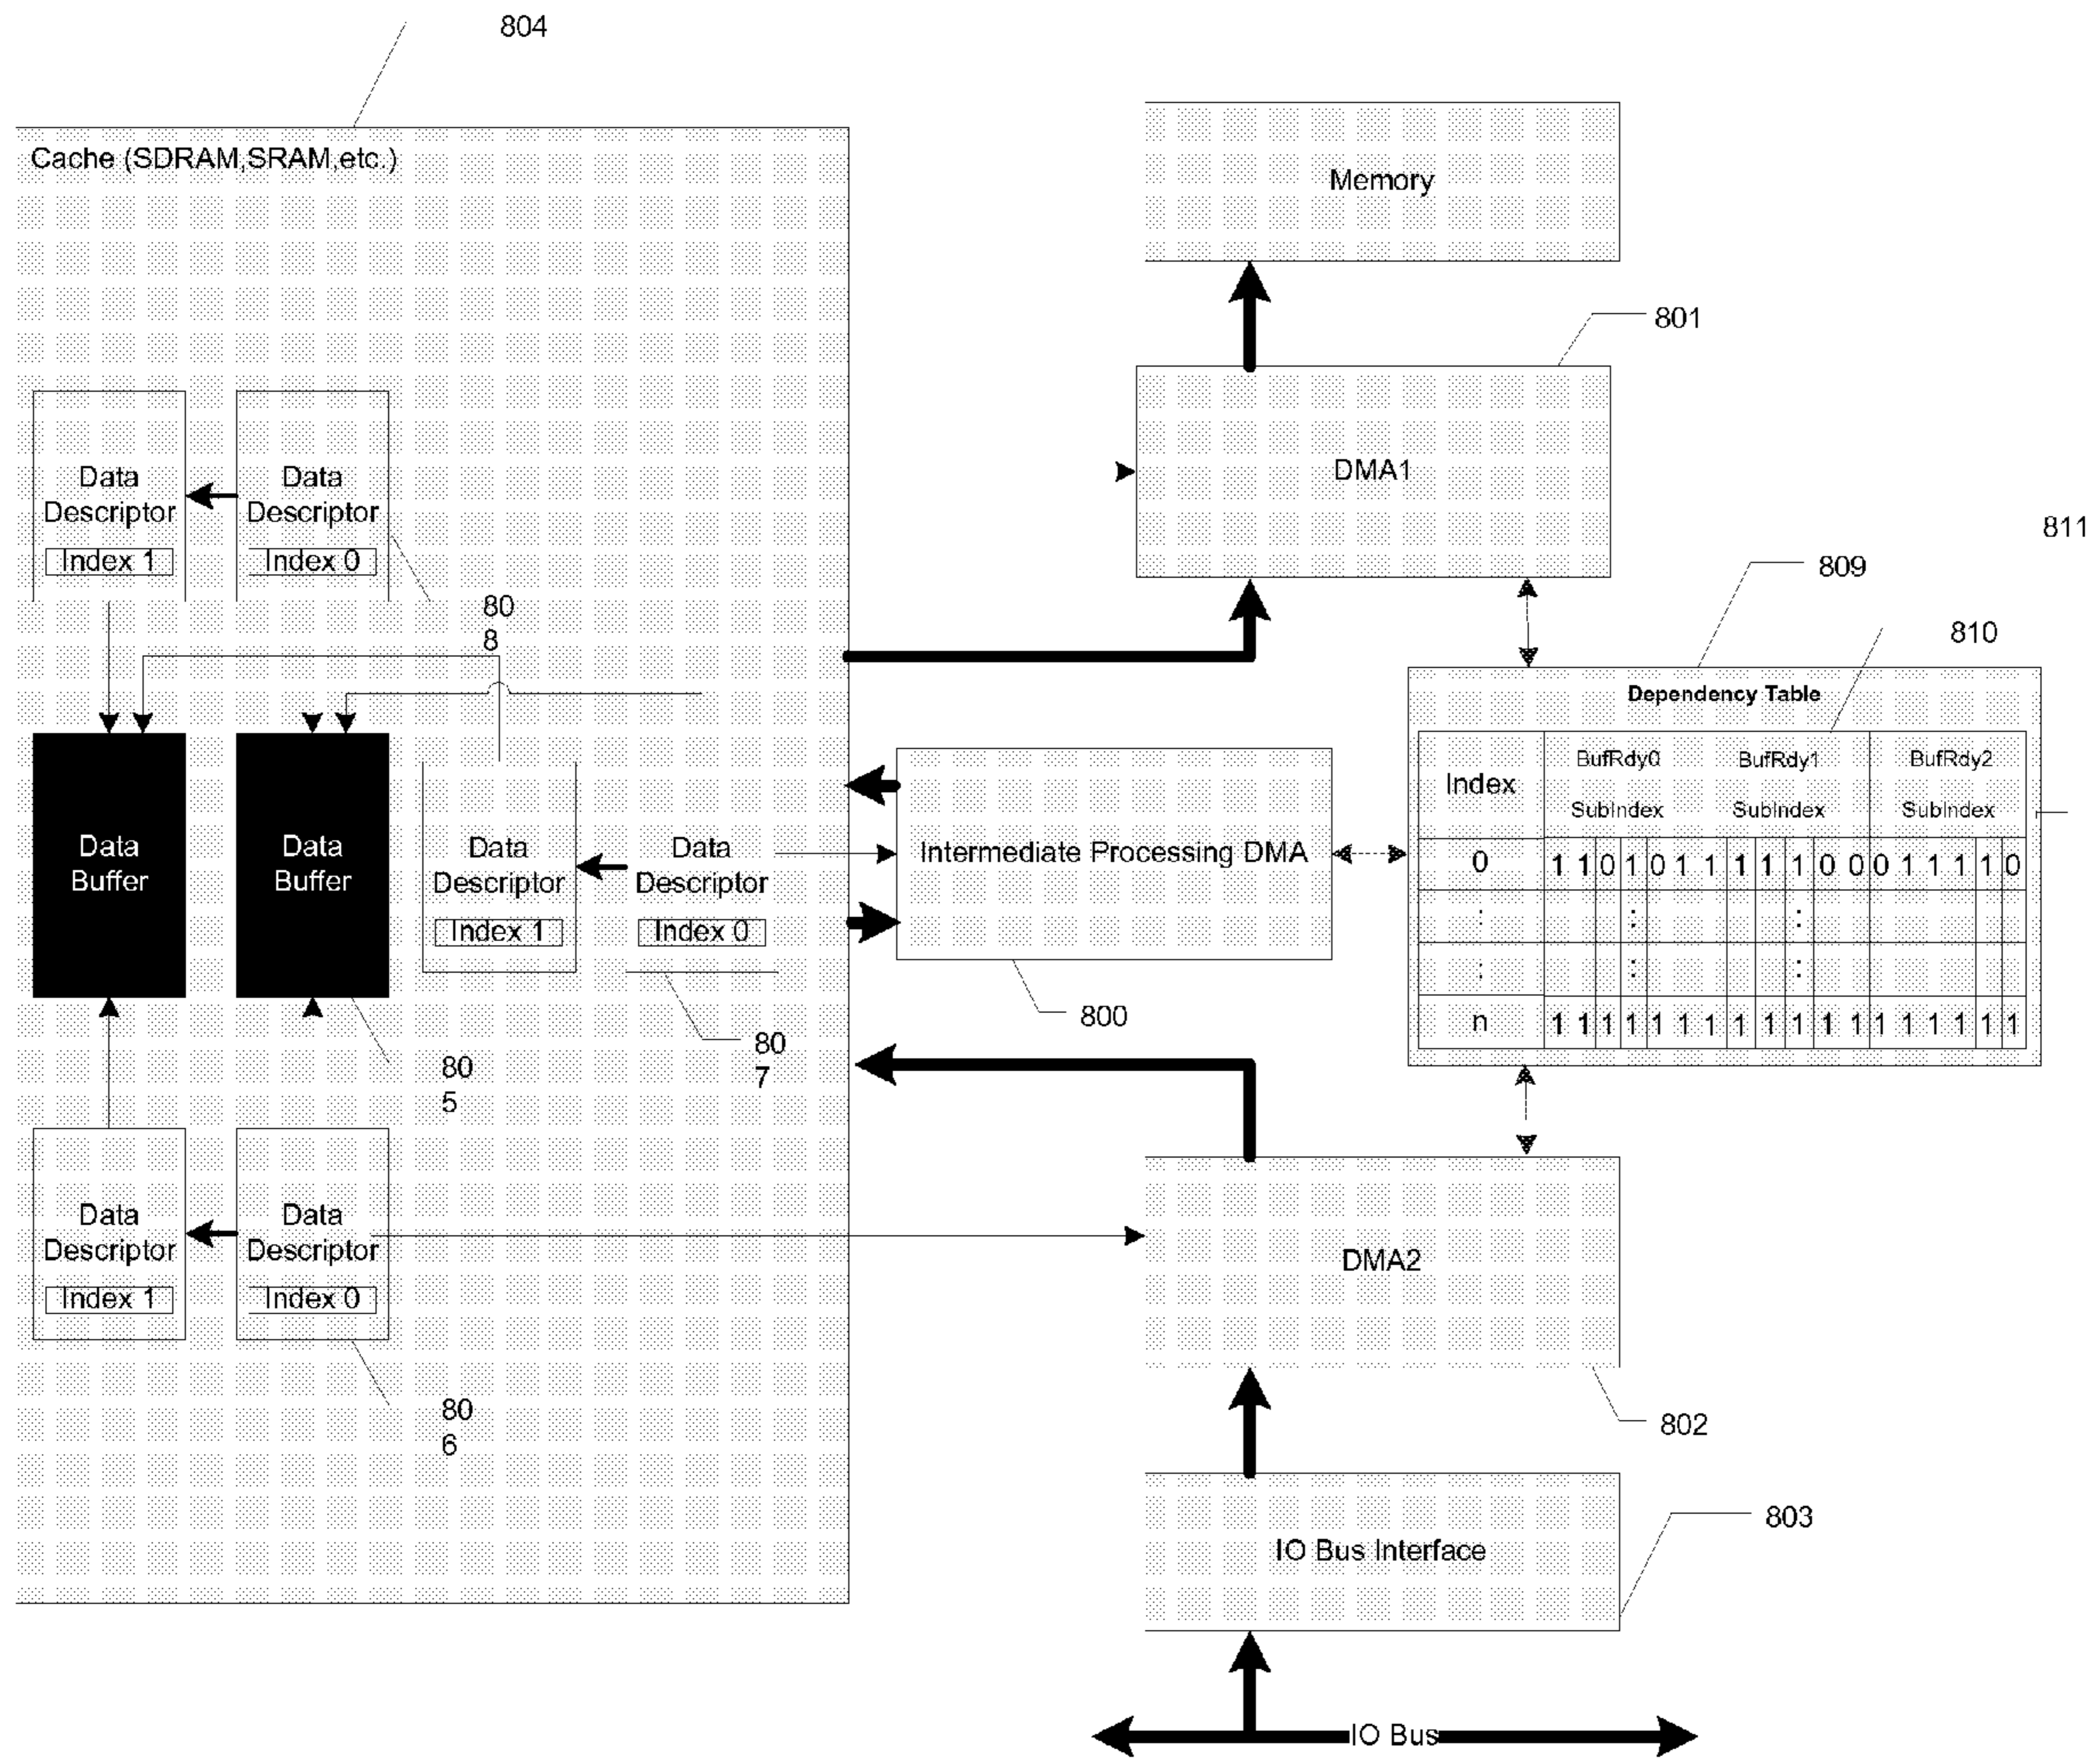 804
Cache (SDRAM,SRAM,etc.)
Memory
801
Data
Descriptor
Index 1
Data
Descriptor
Index 0
DMA1
811
809
80
8
810
Dependency Table
Index
BufRdy0
BufRdy1
BufRdy2
SubIndex
SubIndex
SubIndex
0 1 1 0 1 0 1 1 1 1 1 0 0 0 1 1 1 1 0
: : :
: : :
n 1 1 1 1 1 1 1 1 1 1 1 1 1 1 1 1 1 1
Data
Buffer
Data
Buffer
Data
Descriptor
Index 1
Data
Descriptor
Index 0
Intermediate Processing DMA
800
80
7
80
5
Data
Descriptor
Index 1
Data
Descriptor
Index 0
DMA2
80
6
802
803
IO Bus Interface
IO Bus